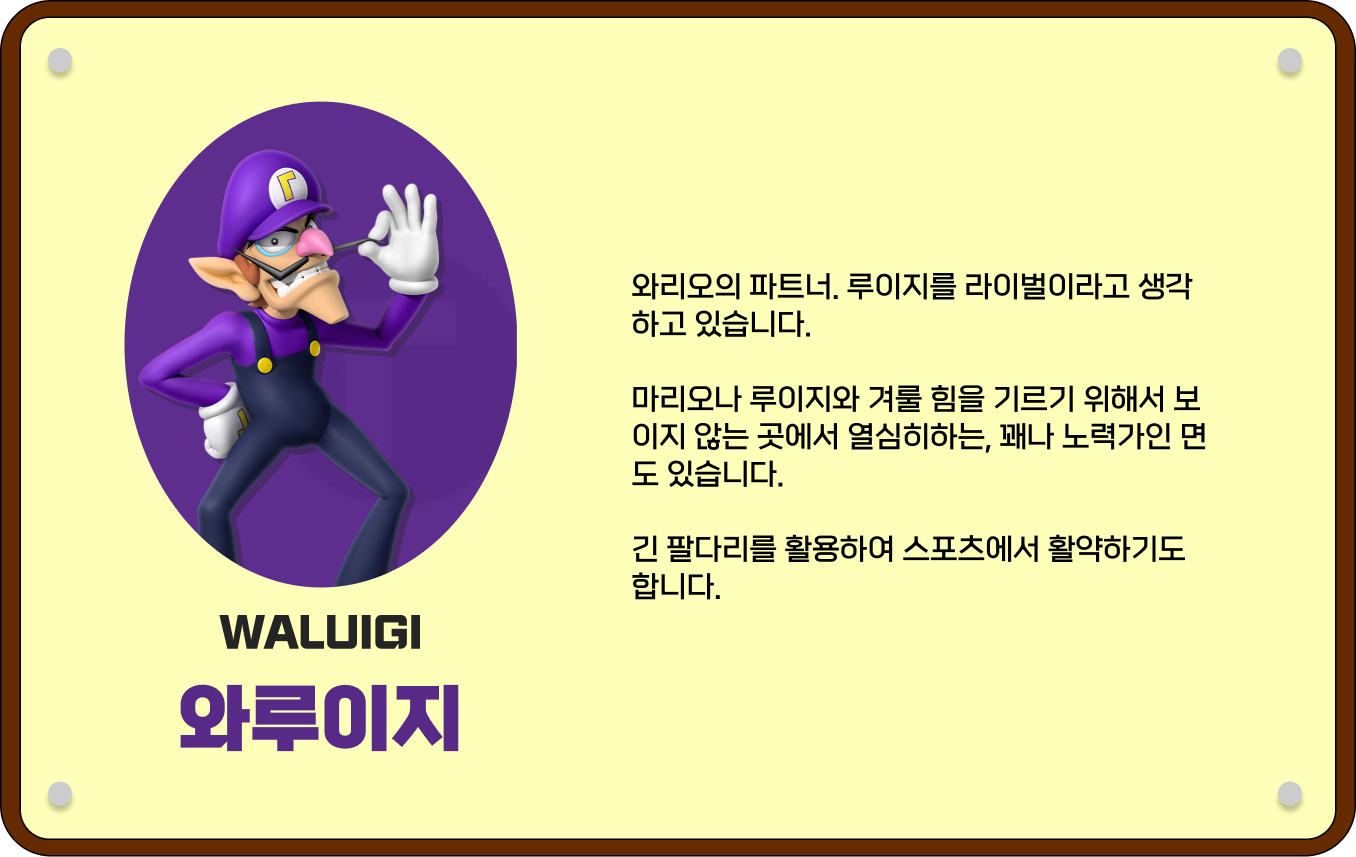 WALUIGI
와루이지
와리오의 파트너. 루이지를 라이벌이라고 생각
하고 있습니다.
마리오나 루이지와 겨룰 힘을 기르기 위해서 보
이지 않는 곳에서 열심히하는, 꽤나 노력가인 면
도 있습니다.
긴 팔다리를 활용하여 스포츠에서 활약하기도
합니다.